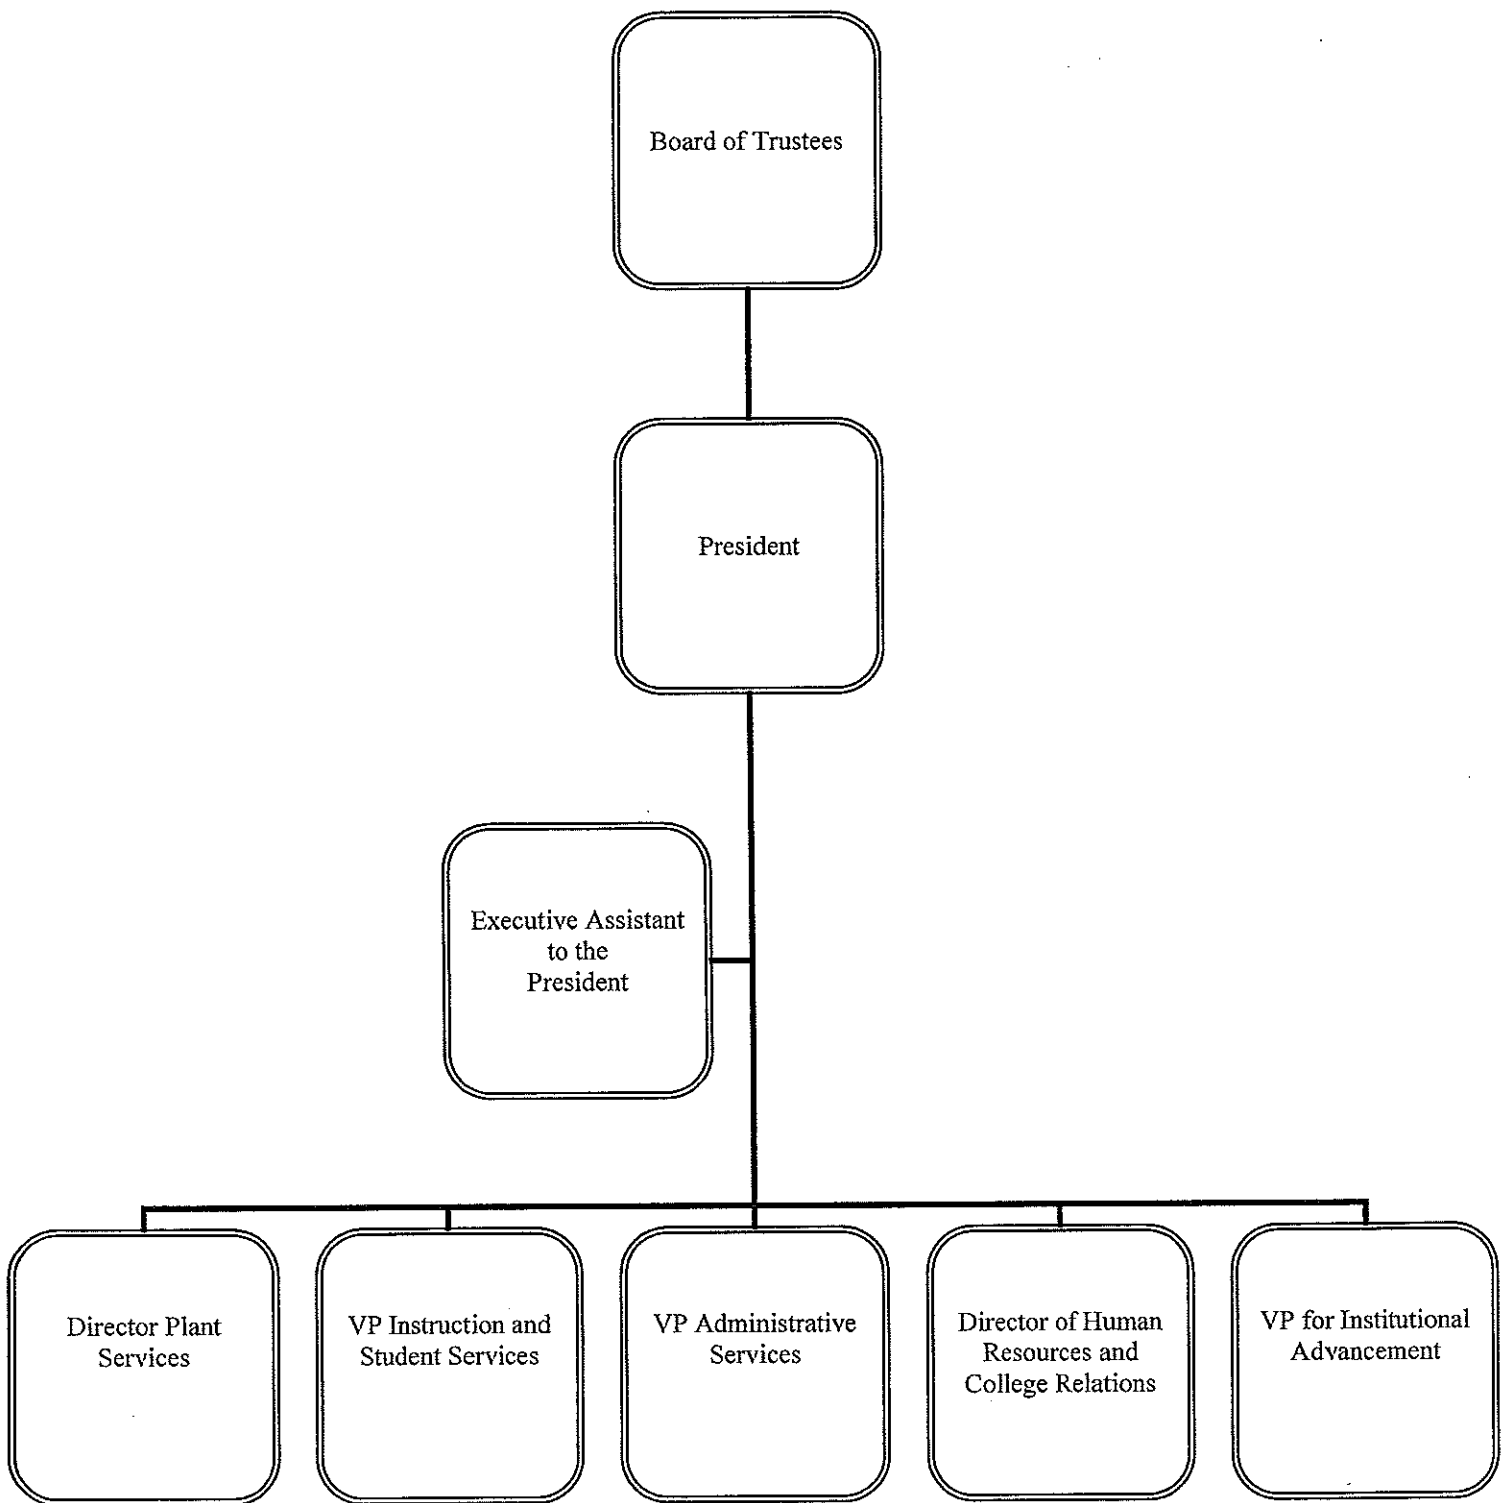 Board of Trustees
President
Executive Assistant
to the
President
Director Plant
Services
VP Instruction and
Student Services
VP Administrative
Services
Director of Human
Resources and
College Relations
VP for Institutional
Advancement